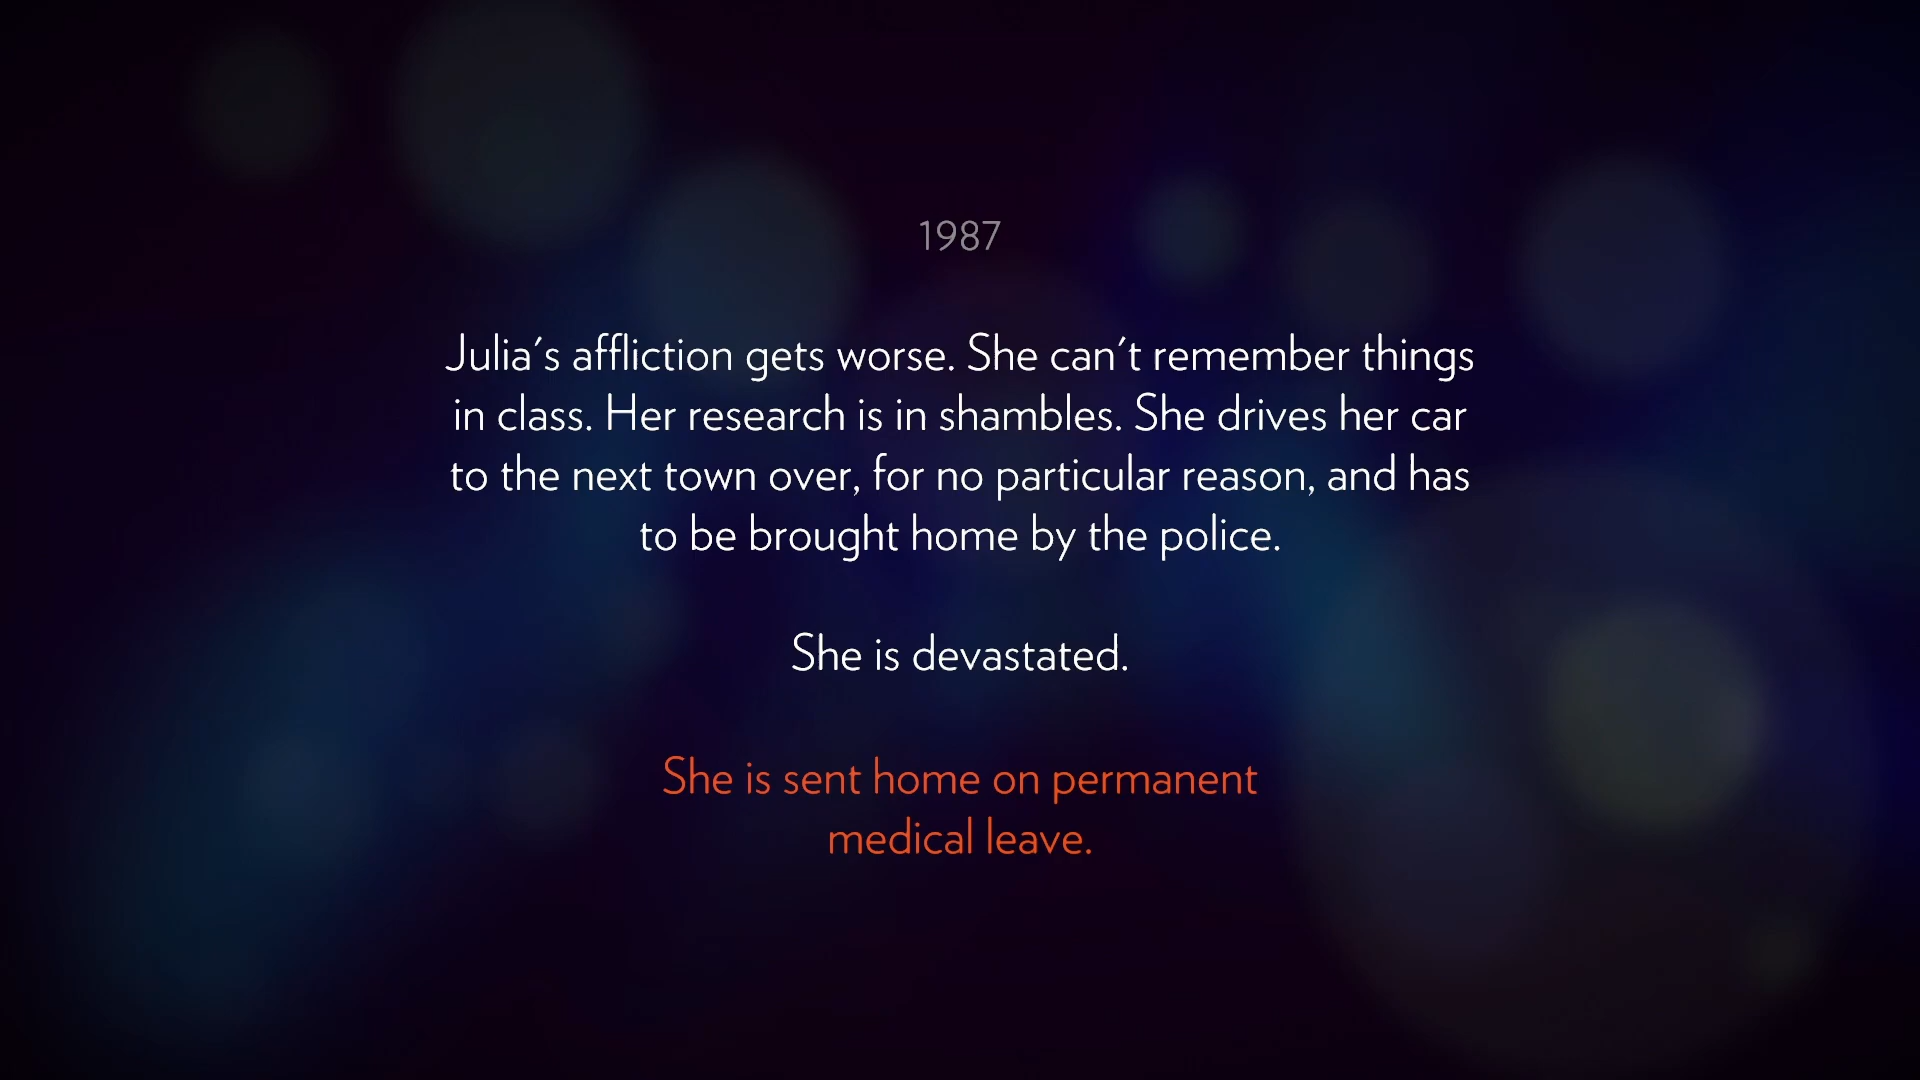 1987
Julia's affliction gets worse. She can't remember things
in class. Her research is in shambles. She drives her car
to the next town over, for no particular reason, and has
to be brought home by the police.
She is devastated.
She is sent home on permanent
medical leave.